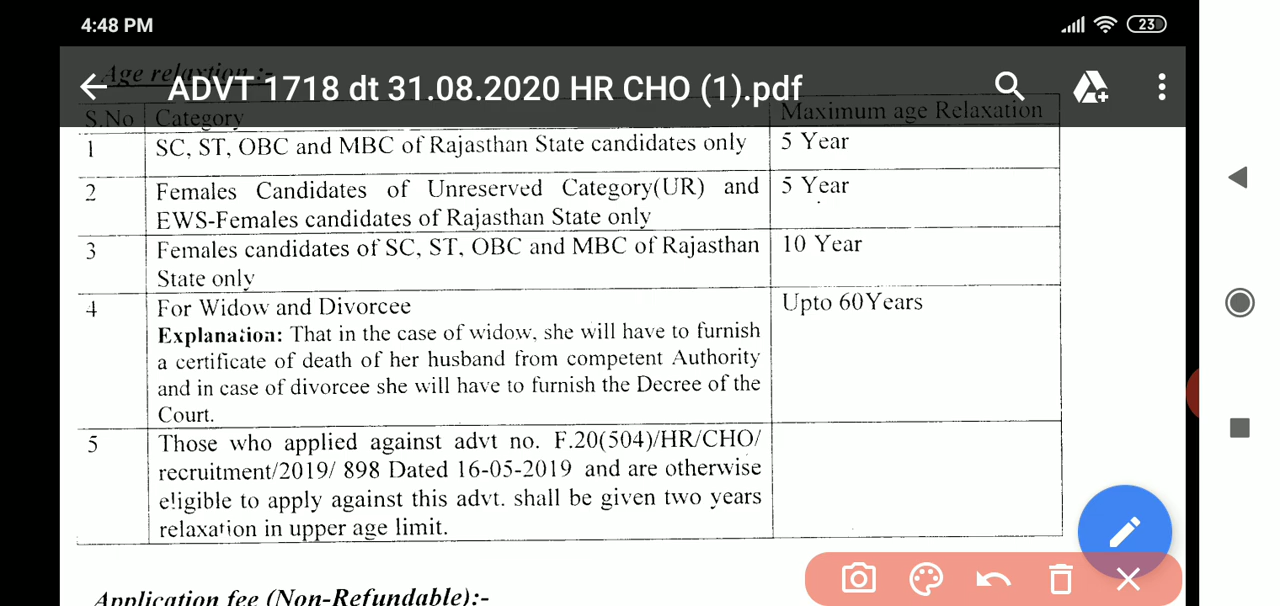 4:48 PM
23
Age relaxtion :-
ADVT 1718 dt 31.08.2020 HR CHO (1).pdf
S.No Category Maximum age Relaxation
1 SC, ST, OBC and MBC of Rajasthan State candidates only 5 Year
2 Females Candidates of Unreserved Category(UR) and 5 Year
EWS-Females candidates of Rajasthan State only
3 Females candidates of SC, ST, OBC and MBC of Rajasthan 10 Year
State only
4 For Widow and Divorcee Upto 60Years
Explanation: That in the case of widow, she will have to furnish
a certificate of death of her husband from competent Authority
and in case of divorcee she will have to furnish the Decree of the
Court.
5 Those who applied against advt no. F.20(504)/HR/CHO/
recruitment/2019/ 898 Dated 16-05-2019 and are otherwise
eligible to apply against this advt. shall be given two years
relaxation in upper age limit.
Application fee (Non-Refundable):-